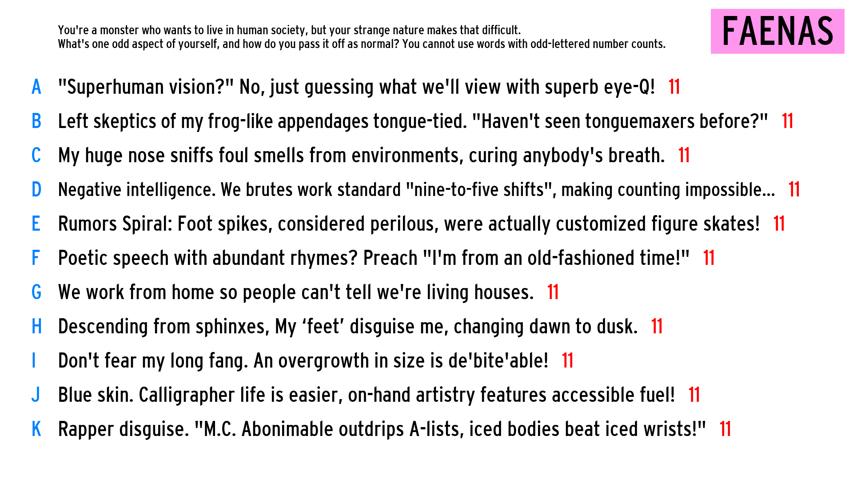 You're a monster who wants to live in human society, but your strange nature makes that difficult.
What's one odd aspect of yourself, and how do you pass it off as normal? You cannot use words with odd-lettered number counts.
FAENAS
A "Superhuman vision?" No, just guessing what we'll view with superb eye-Q! 11
B Left skeptics of my frog-like appendages tongue-tied. "Haven't seen tonguemaxers before?" 11
C My huge nose sniffs foul smells from environments, curing anybody's breath. 11
D Negative intelligence. We brutes work standard "nine-to-five shifts", making counting impossible... 11
E Rumors Spiral: Foot spikes, considered perilous, were actually customized figure skates! 11
F Poetic speech with abundant rhymes? Preach "I'm from an old-fashioned time!" 11
G We work from home so people can't tell we're living houses. 11
H Descending from sphinxes, My ‘feet’ disguise me, changing dawn to dusk. 11
I Don't fear my long fang. An overgrowth in size is de'bite'able! 11
J Blue skin. Calligrapher life is easier, on-hand artistry features accessible fuel! 11
K Rapper disguise. "M.C. Abonimable outdrips A-lists, iced bodies beat iced wrists!" 11